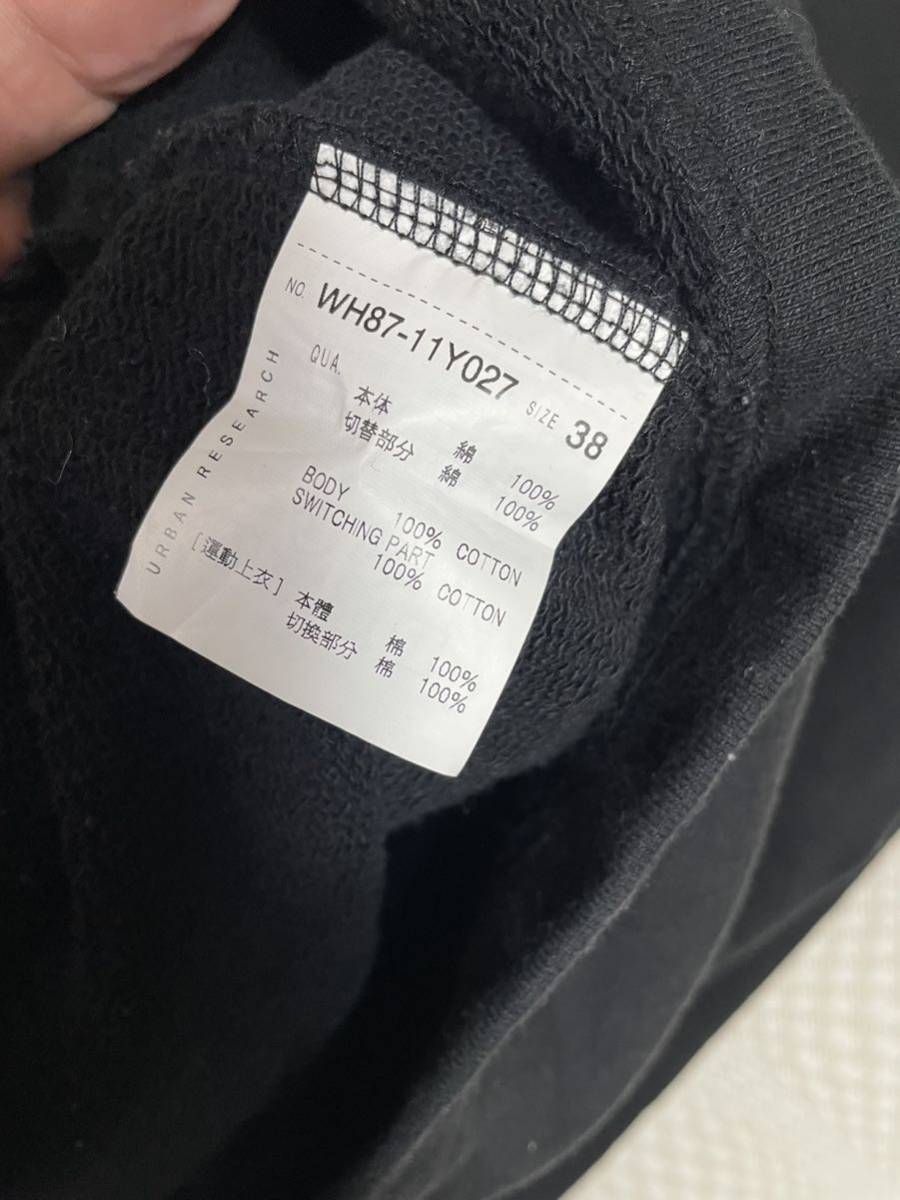 NO. WH87-11Y027 SIZE 38
QUA.
本体 綿 100%
切替部分 綿 100%
BODY
100% COTTON
SWITCHING PART
100% COTTON
[運動上衣] 本體 棉 100%
切換部分 棉 100%
URBAN RESEARCH